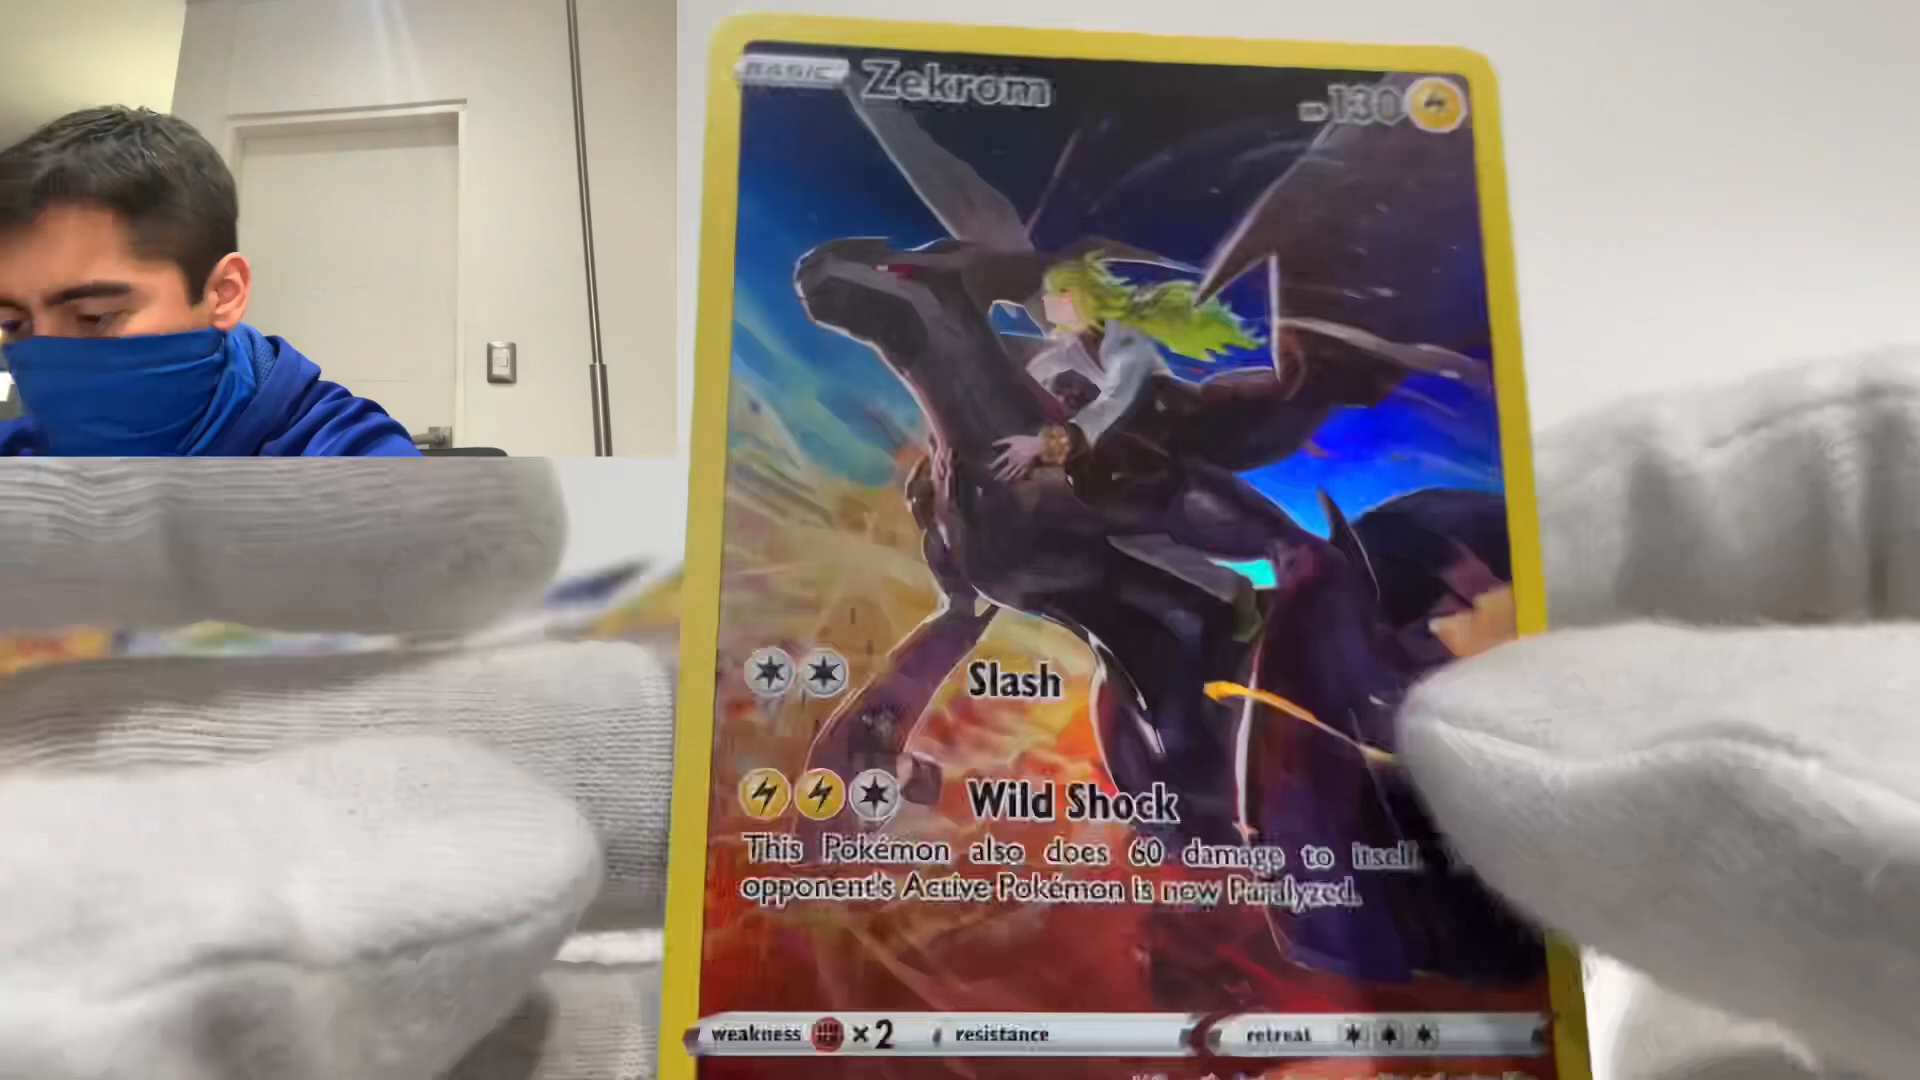 BASIC Zekrom 130
Slash
Wild Shock
This Pokémon also does 60 damage to itself
opponent's Active Pokémon is now Paralyzed.
weakness ×2 resistance retreat